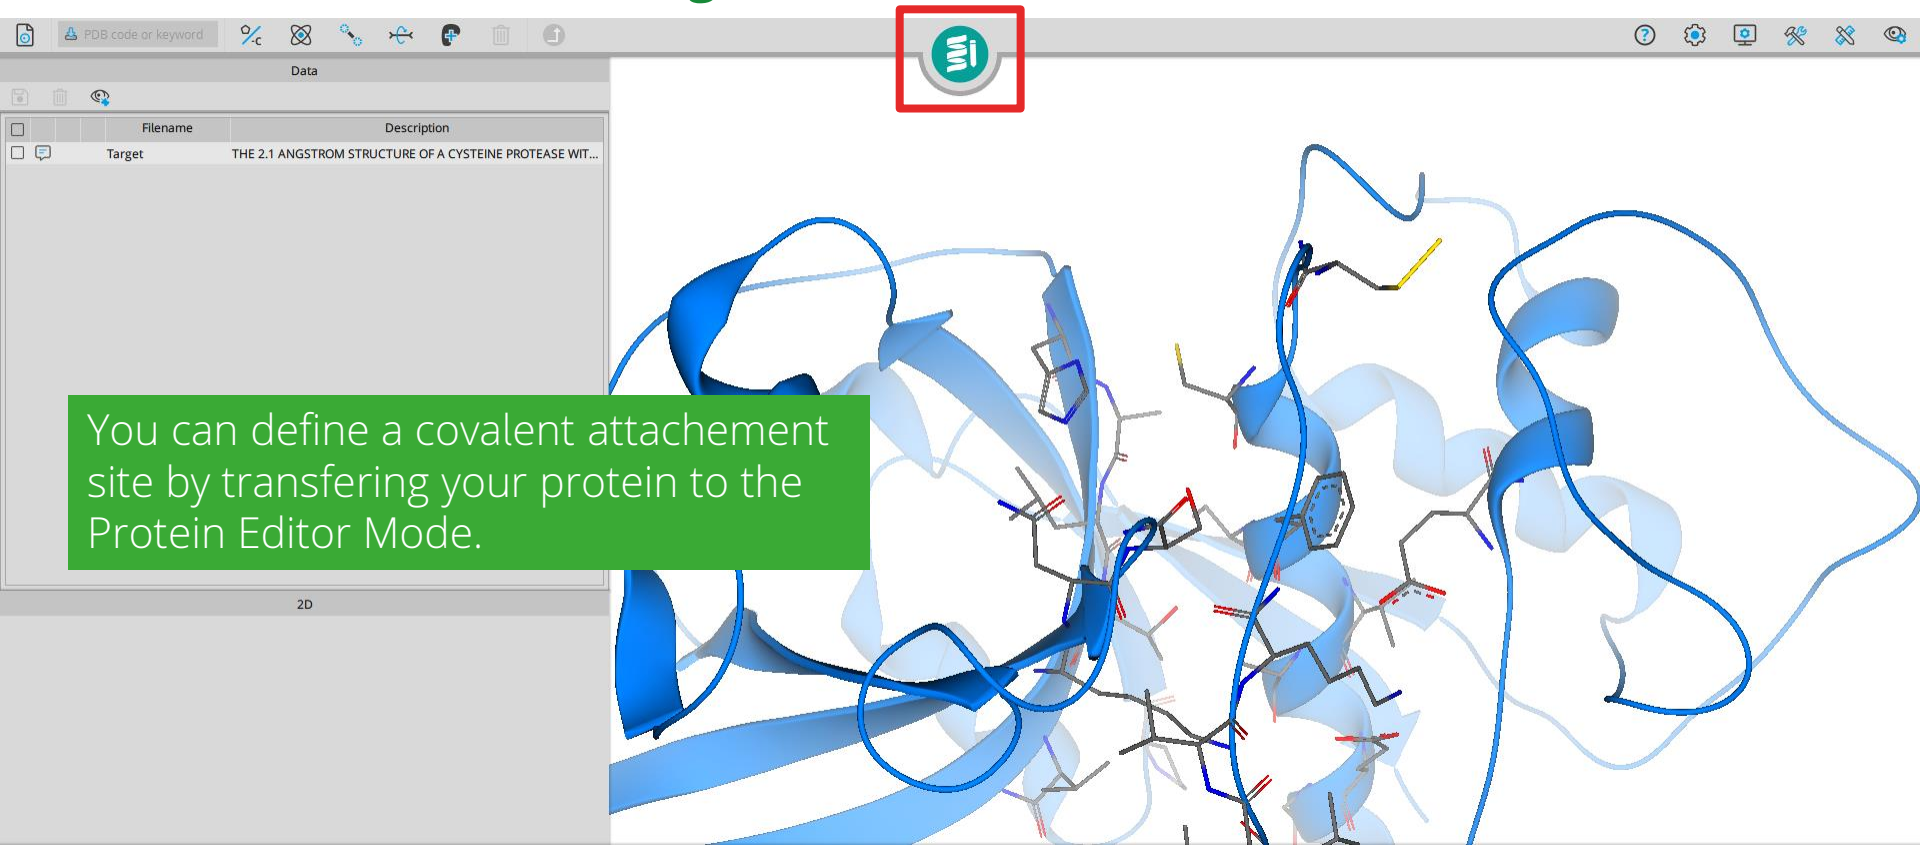 PDB code or keyword
Data
Filename Description
Target THE 2.1 ANGSTROM STRUCTURE OF A CYSTEINE PROTEASE WIT...
You can define a covalent attachement
site by transfering your protein to the
Protein Editor Mode.
2D